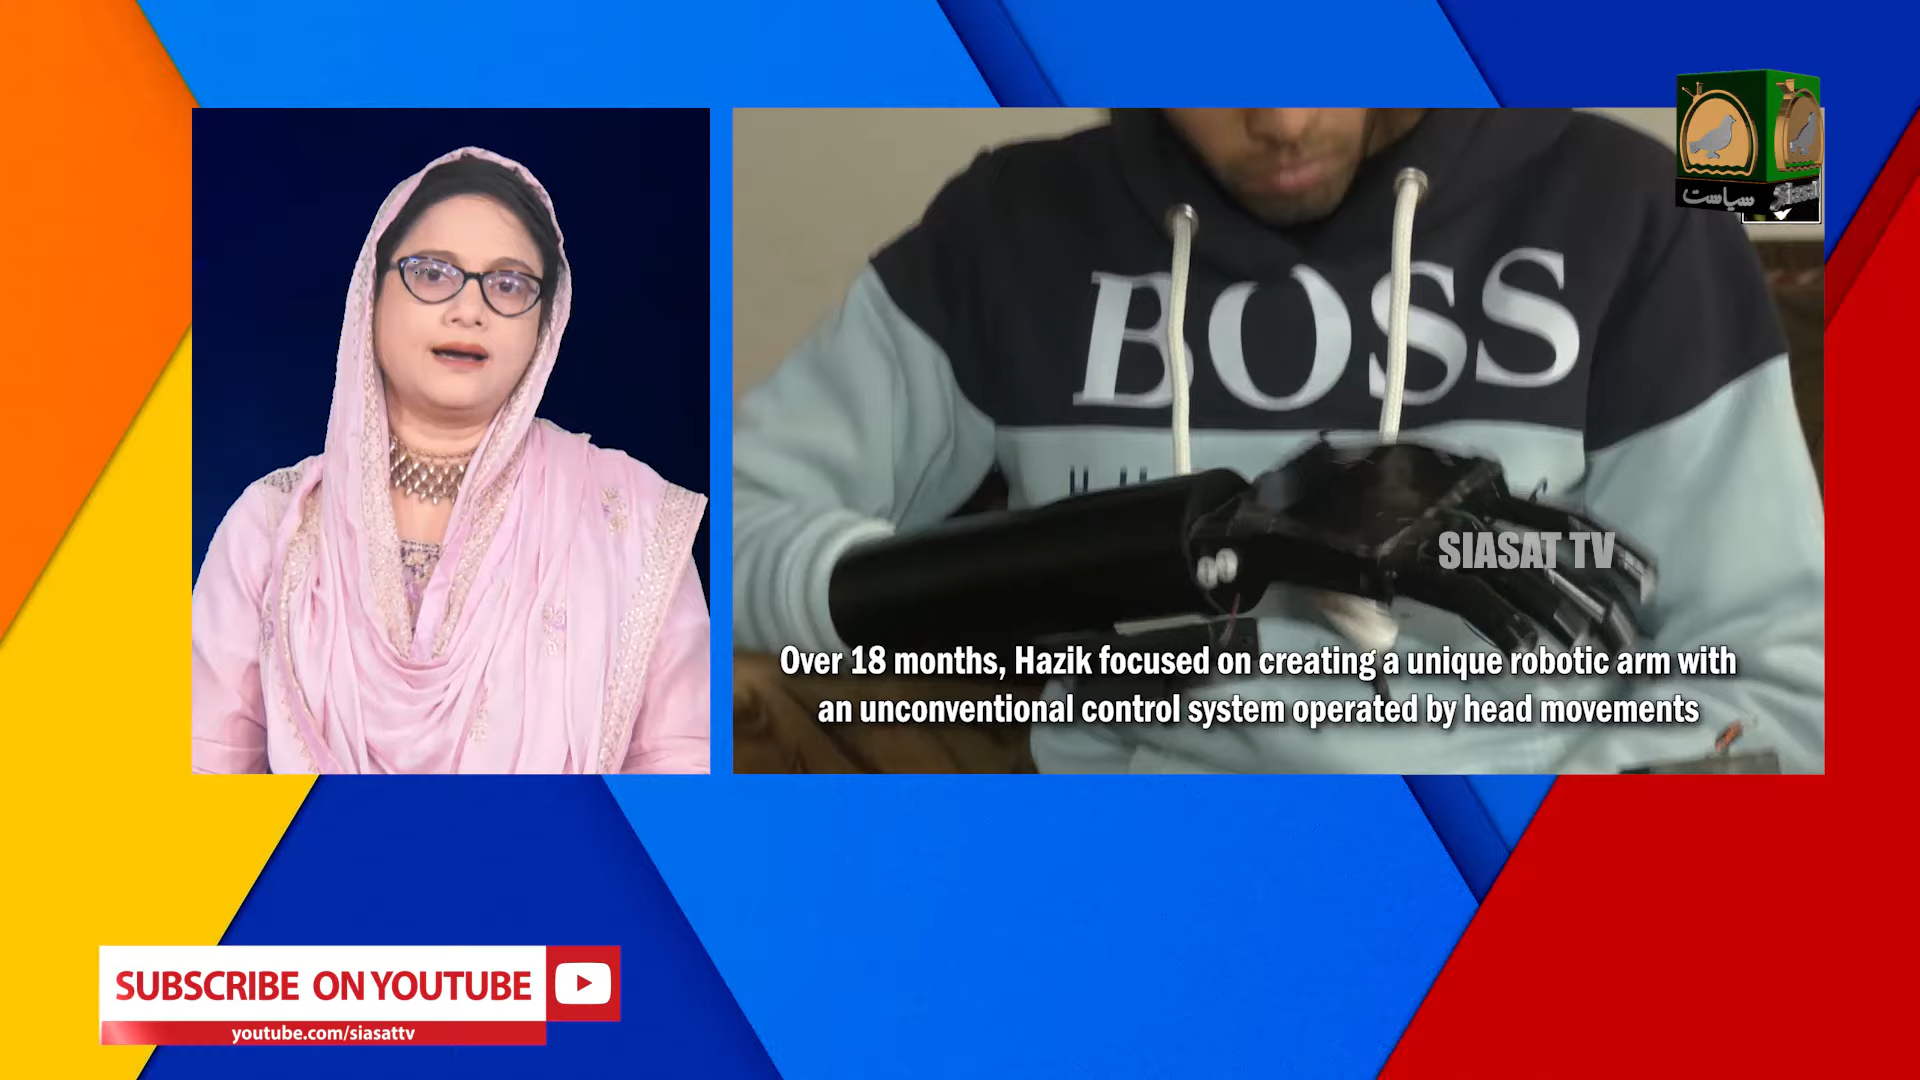 سیاست
Siasat
BOSS
SIASAT TV
Over 18 months, Hazik focused on creating a unique robotic arm with
an unconventional control system operated by head movements
SUBSCRIBE ON YOUTUBE
youtube.com/siasattv